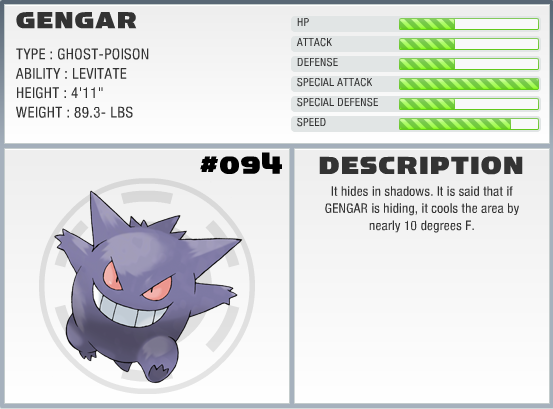 GENGAR
TYPE : GHOST-POISON
ABILITY : LEVITATE
HEIGHT : 4'11"
WEIGHT : 89.3- LBS
HP
ATTACK
DEFENSE
SPECIAL ATTACK
SPECIAL DEFENSE
SPEED
#094
DESCRIPTION
It hides in shadows. It is said that if
GENGAR is hiding, it cools the area by
nearly 10 degrees F.